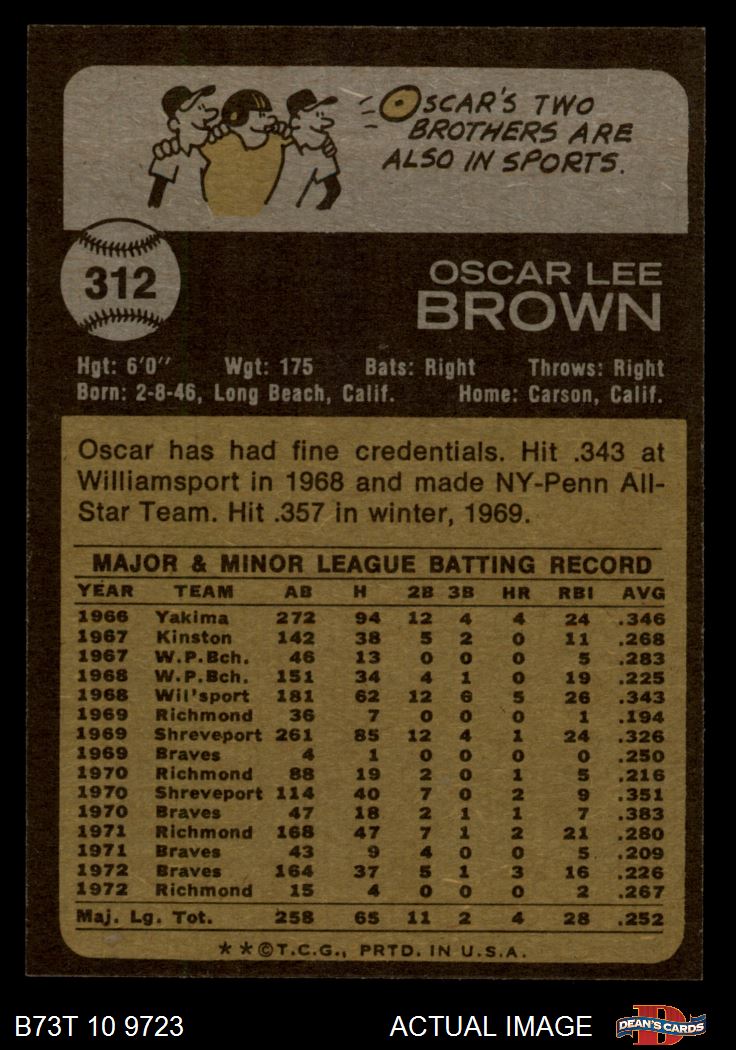 OSCAR'S TWO
BROTHERS ARE
ALSO IN SPORTS.
312
OSCAR LEE
BROWN
Hgt: 6'0" Wgt: 175 Bats: Right Throws: Right
Born: 2-8-46, Long Beach, Calif. Home: Carson, Calif.
Oscar has had fine credentials. Hit .343 at
Williamsport in 1968 and made NY-Penn All-
Star Team. Hit .357 in winter, 1969.
MAJOR & MINOR LEAGUE BATTING RECORD
YEAR TEAM AB H 2B 3B HR RBI AVG
1966 Yakima 272 94 12 4 4 24 .346
1967 Kinston 142 38 5 2 0 11 .268
1967 W.P.Bch. 46 13 0 0 0 5 .283
1968 W.P.Bch. 151 34 4 1 0 19 .225
1968 Wil'sport 181 62 12 6 5 26 .343
1969 Richmond 36 7 0 0 0 1 .194
1969 Shreveport 261 85 12 4 1 24 .326
1969 Braves 4 1 0 0 0 0 .250
1970 Richmond 88 19 2 0 1 5 .216
1970 Shreveport 114 40 7 0 2 9 .351
1970 Braves 47 18 2 1 1 7 .383
1971 Richmond 168 47 7 1 2 21 .280
1971 Braves 43 9 4 0 0 5 .209
1972 Braves 164 37 5 1 3 16 .226
1972 Richmond 15 4 0 0 0 2 .267
Maj. Lg. Tot. 258 65 11 2 4 28 .252
* * ©T.C.G., PRTD. IN U.S.A.
B73T 10 9723 ACTUAL IMAGE D DEAN'S CARDS